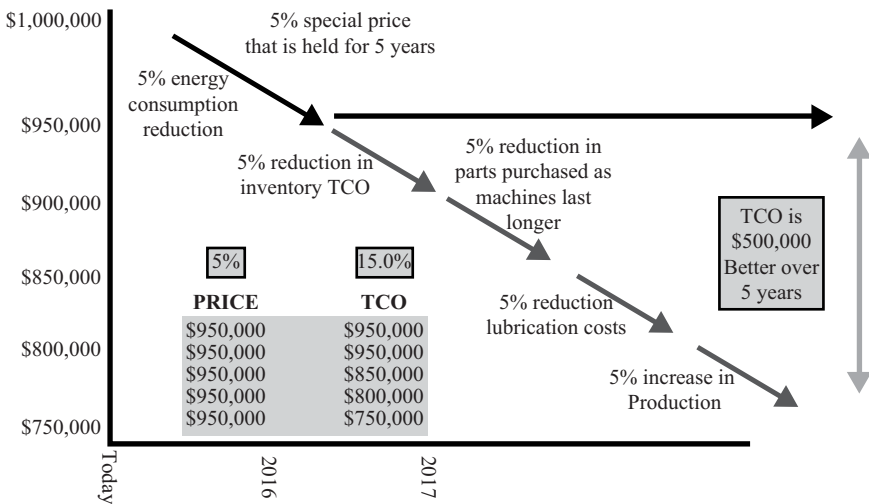 $1,000,000
5% special price
that is held for 5 years
5% energy
consumption
reduction
$950,000
5% reduction in
inventory TCO
5% reduction in
parts purchased as
machines last
longer
$900,000
TCO is
$500,000
Better over
5 years
$850,000
5% 15.0%
PRICE TCO
$950,000 $950,000
$950,000 $950,000
$950,000 $850,000
$950,000 $800,000
$950,000 $750,000
5% reduction
lubrication costs
$800,000
5% increase in
Production
$750,000
Today
2016
2017